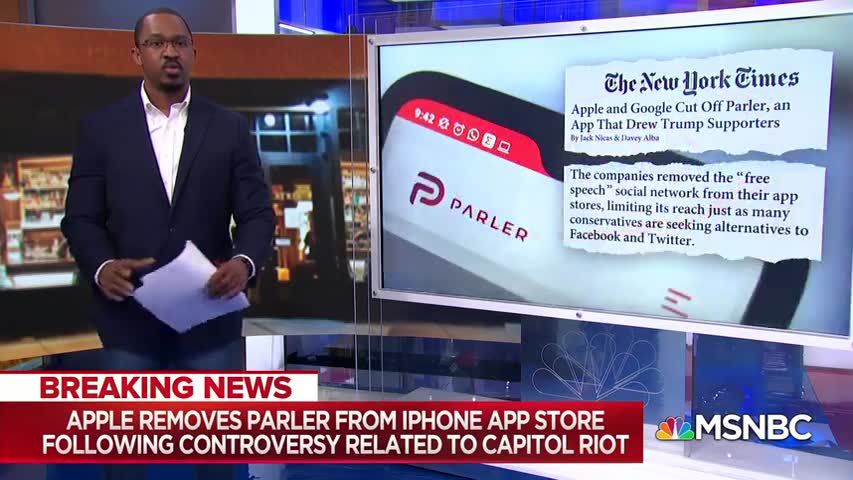 The New York Times
Apple and Google Cut Off Parler, an
App That Drew Trump Supporters
By Jack Nicas & Davey Alba
The companies removed the “free
speech” social network from their app
stores, limiting its reach just as many
conservatives are seeking alternatives to
Facebook and Twitter.
9:42
PARLER
BREAKING NEWS
APPLE REMOVES PARLER FROM IPHONE APP STORE
FOLLOWING CONTROVERSY RELATED TO CAPITOL RIOT
MSNBC